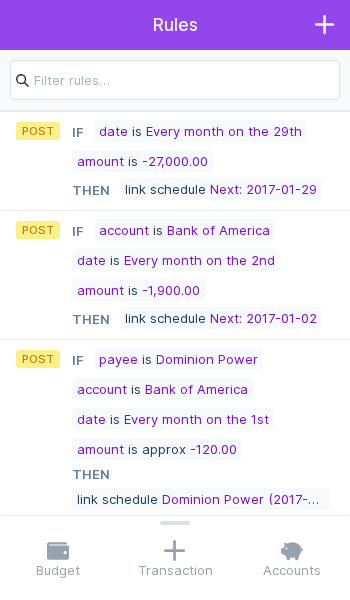 Rules
Filter rules...
POST IF date is Every month on the 29th
amount is -27,000.00
THEN link schedule Next: 2017-01-29
POST IF account is Bank of America
date is Every month on the 2nd
amount is -1,900.00
THEN link schedule Next: 2017-01-02
POST IF payee is Dominion Power
account is Bank of America
date is Every month on the 1st
amount is approx -120.00
THEN
link schedule Dominion Power (2017-...
Budget Transaction Accounts